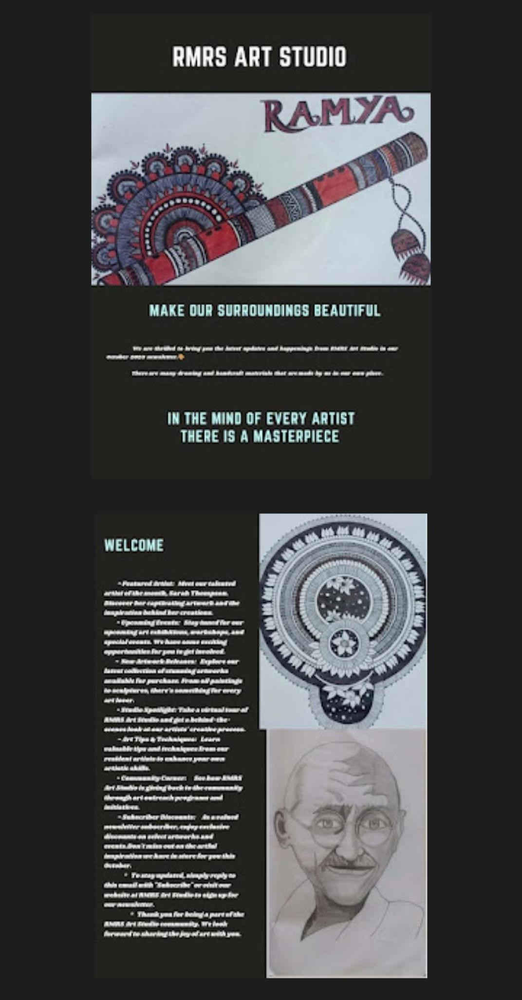 RMRS ART STUDIO
RAMYA
MAKE OUR SURROUNDINGS BEAUTIFUL
We are thrilled to bring you the latest updates and happenings from RMRS Art Studio in our
October 2023 newsletter.🎨
There are many drawing and handcraft materials that are made by us in our own place.
IN THE MIND OF EVERY ARTIST
THERE IS A MASTERPIECE
WELCOME
~ Featured Artist: Meet our talented
artist of the month, Sarah Thompson.
Discover her captivating artwork and the
inspiration behind her creations.
~ Upcoming Events: Stay tuned for our
upcoming art exhibitions, workshops, and
special events. We have some exciting
opportunities for you to get involved.
~ New Artwork Releases: Explore our
latest collection of stunning artworks
available for purchase. From oil paintings
to sculptures, there's something for every
art lover.
~ Studio Spotlight: Take a virtual tour of
RMRS Art Studio and get a behind-the-
scenes look at our artists' creative process.
~ Art Tips & Techniques: Learn
valuable tips and techniques from our
resident artists to enhance your own
artistic skills.
~ Community Corner: See how RMRS
Art Studio is giving back to the community
through art outreach programs and
initiatives.
~ Subscriber Discounts: As a valued
newsletter subscriber, enjoy exclusive
discounts on select artworks and
events.Don't miss out on the artful
inspiration we have in store for you this
October.
* To stay updated, simply reply to
this email with "Subscribe" or visit our
website at RMRS Art Studio to sign up for
our newsletter.
* Thank you for being a part of the
RMRS Art Studio community. We look
forward to sharing the joy of art with you.